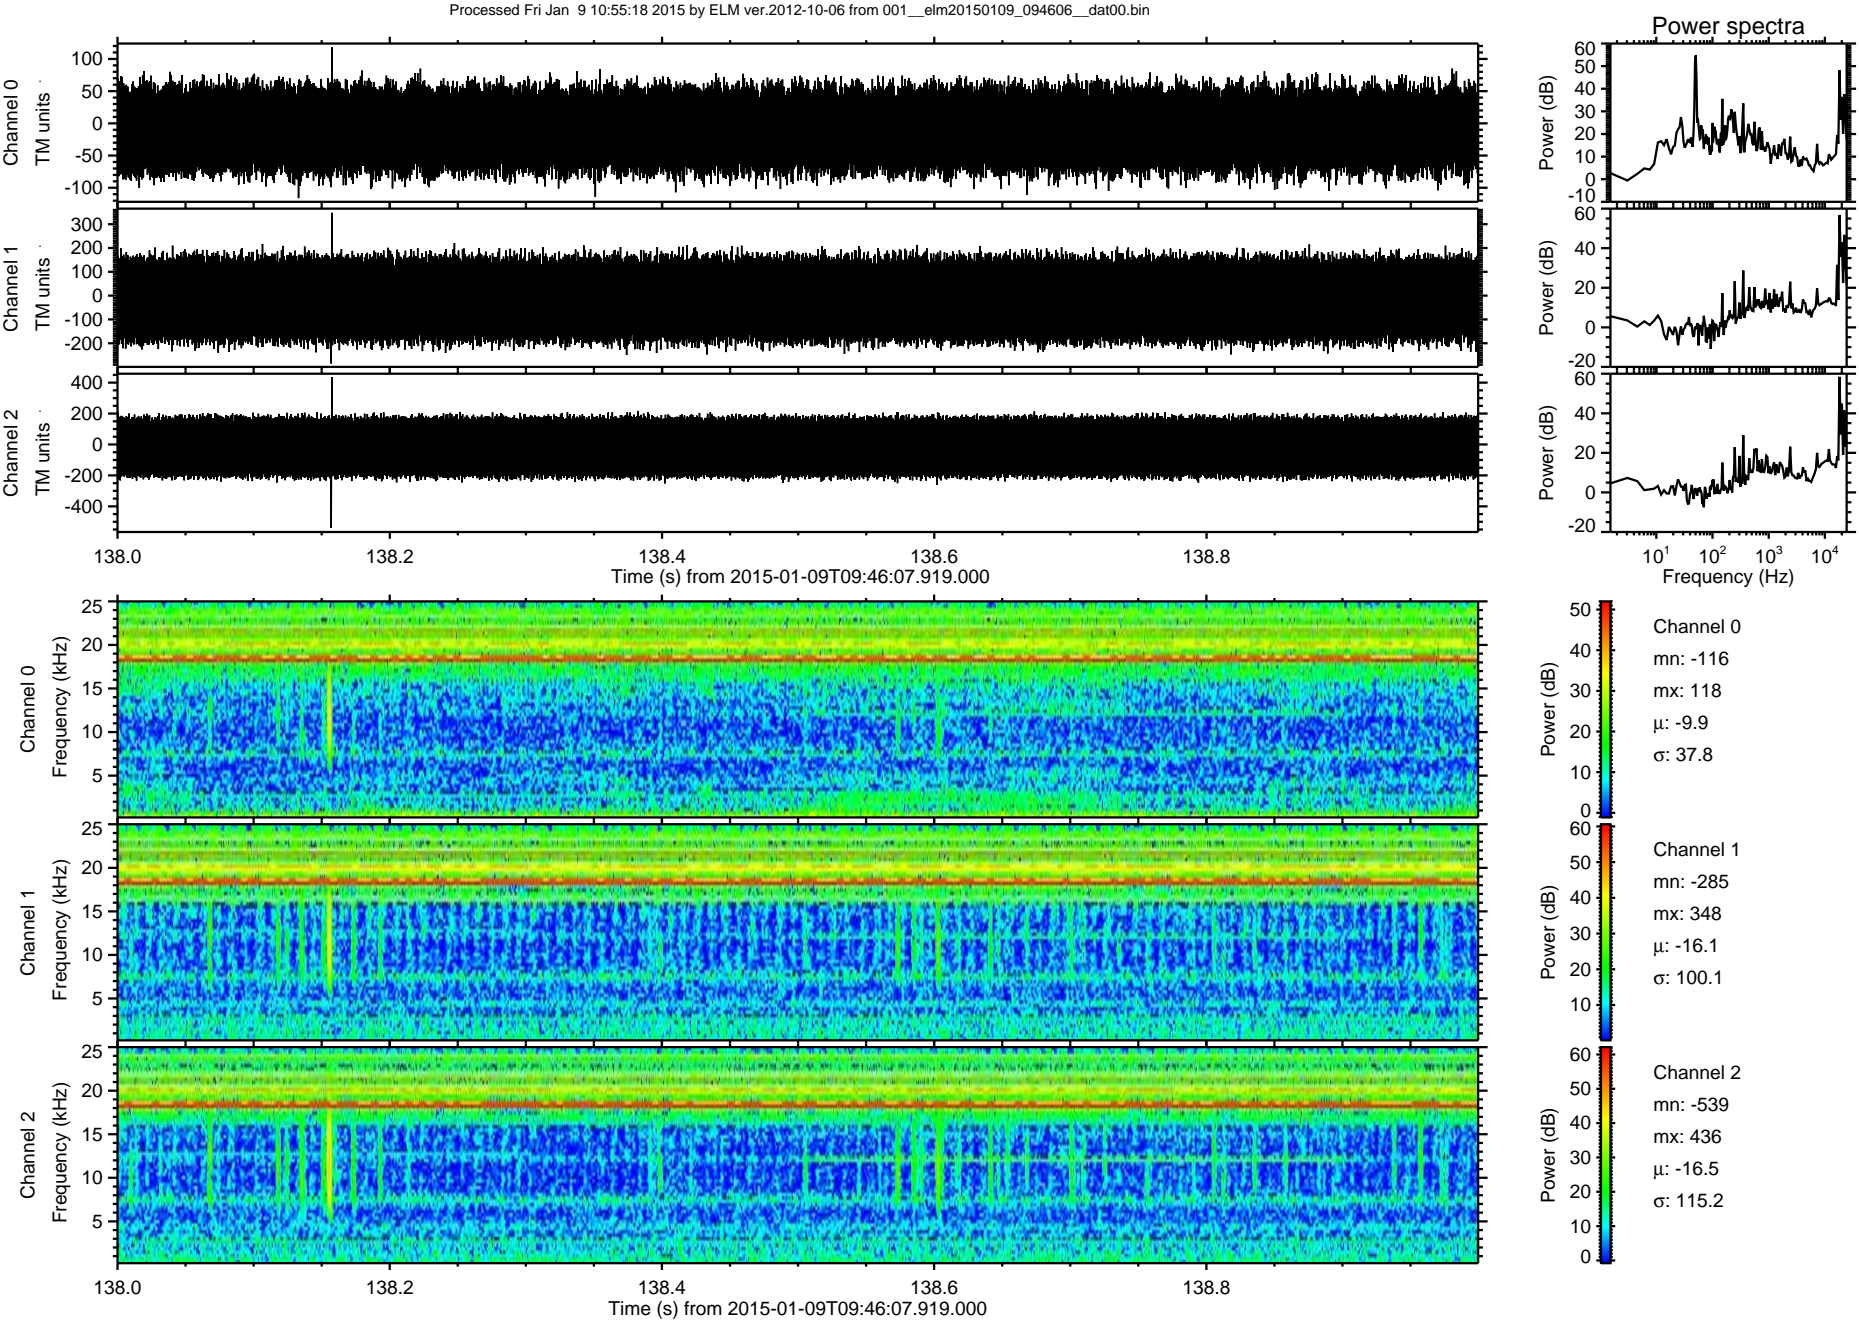 Processed Fri Jan  9 10:55:18 2015 by ELM ver.2012-10-06 from 001__elm20150109_094606__dat00.bin
Power spectra
Channel 0
TM units
100
50
0
-50
-100
Power (dB)
60
50
40
30
20
10
0
-10
Channel 1
TM units
300
200
100
0
-100
-200
Power (dB)
60
40
20
0
-20
Channel 2
TM units
400
200
0
-200
-400
Power (dB)
60
40
20
0
-20
138.0 138.2 138.4 138.6 138.8
Time (s) from 2015-01-09T09:46:07.919.000
10¹ 10² 10³ 10⁴
Frequency (Hz)
Channel 0
Frequency (kHz)
25
20
15
10
5
Power (dB)
50
40
30
20
10
0
Channel 0
mn: -116
mx: 118
µ: -9.9
σ: 37.8
Channel 1
Frequency (kHz)
25
20
15
10
5
Power (dB)
60
50
40
30
20
10
Channel 1
mn: -285
mx: 348
µ: -16.1
σ: 100.1
Channel 2
Frequency (kHz)
25
20
15
10
5
Power (dB)
60
50
40
30
20
10
0
Channel 2
mn: -539
mx: 436
µ: -16.5
σ: 115.2
138.0 138.2 138.4 138.6 138.8
Time (s) from 2015-01-09T09:46:07.919.000